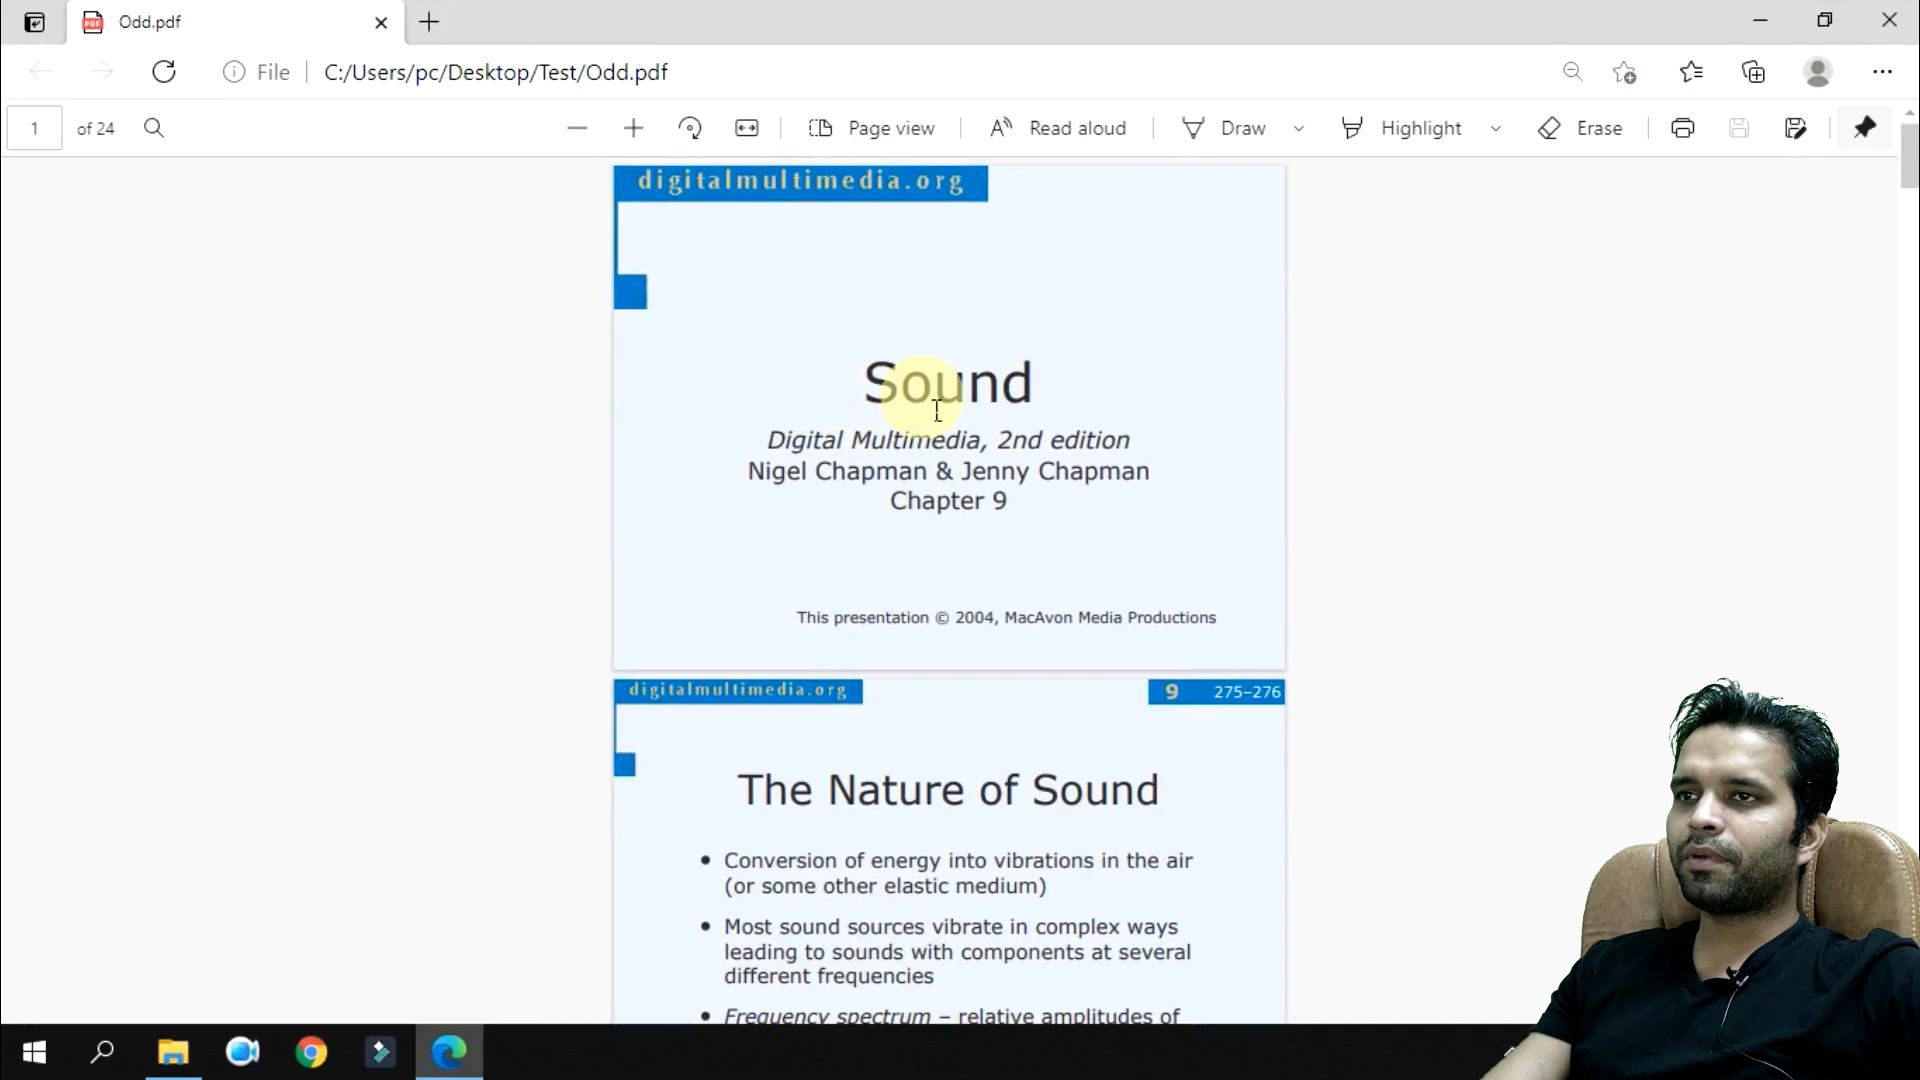 Odd.pdf
File
C:/Users/pc/Desktop/Test/Odd.pdf
1 of 24
Page view
Read aloud
Draw
Highlight
Erase
digitalmultimedia.org
Sound
Digital Multimedia, 2nd edition
Nigel Chapman & Jenny Chapman
Chapter 9
This presentation © 2004, MacAvon Media Productions
digitalmultimedia.org
9 275–276
The Nature of Sound
• Conversion of energy into vibrations in the air
(or some other elastic medium)
• Most sound sources vibrate in complex ways
leading to sounds with components at several
different frequencies
• Frequency spectrum – relative amplitudes of